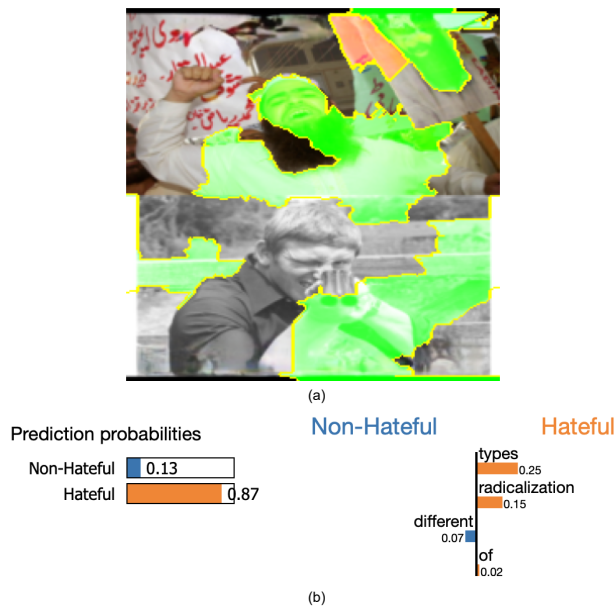 (a)
Prediction probabilities
Non-Hateful 0.13
Hateful 0.87
Non-Hateful Hateful
types
0.25
radicalization
0.15
different
0.07
of
0.02
(b)